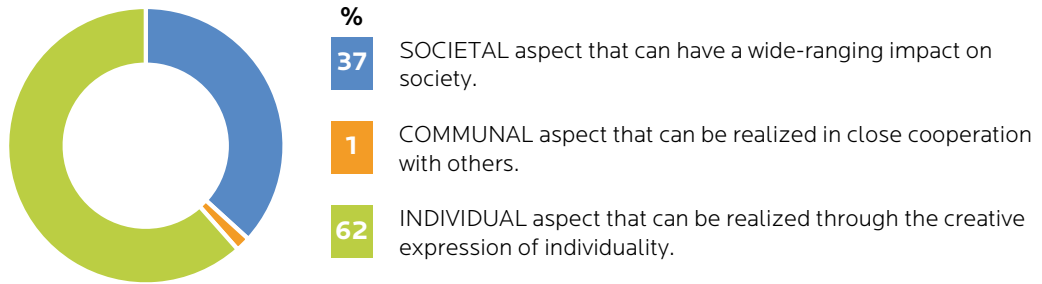 %
37
SOCIETAL aspect that can have a wide-ranging impact on
society.
1
COMMUNAL aspect that can be realized in close cooperation
with others.
62
INDIVIDUAL aspect that can be realized through the creative
expression of individuality.